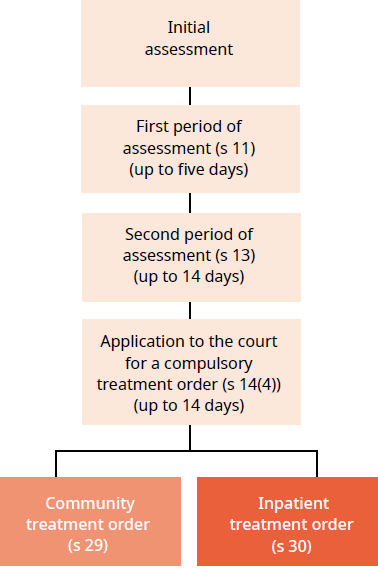 Initial
assessment
First period of
assessment (s 11)
(up to five days)
Second period of
assessment (s 13)
(up to 14 days)
Application to the court
for a compulsory
treatment order (s 14(4))
(up to 14 days)
Community
treatment order
(s 29)
Inpatient
treatment order
(s 30)